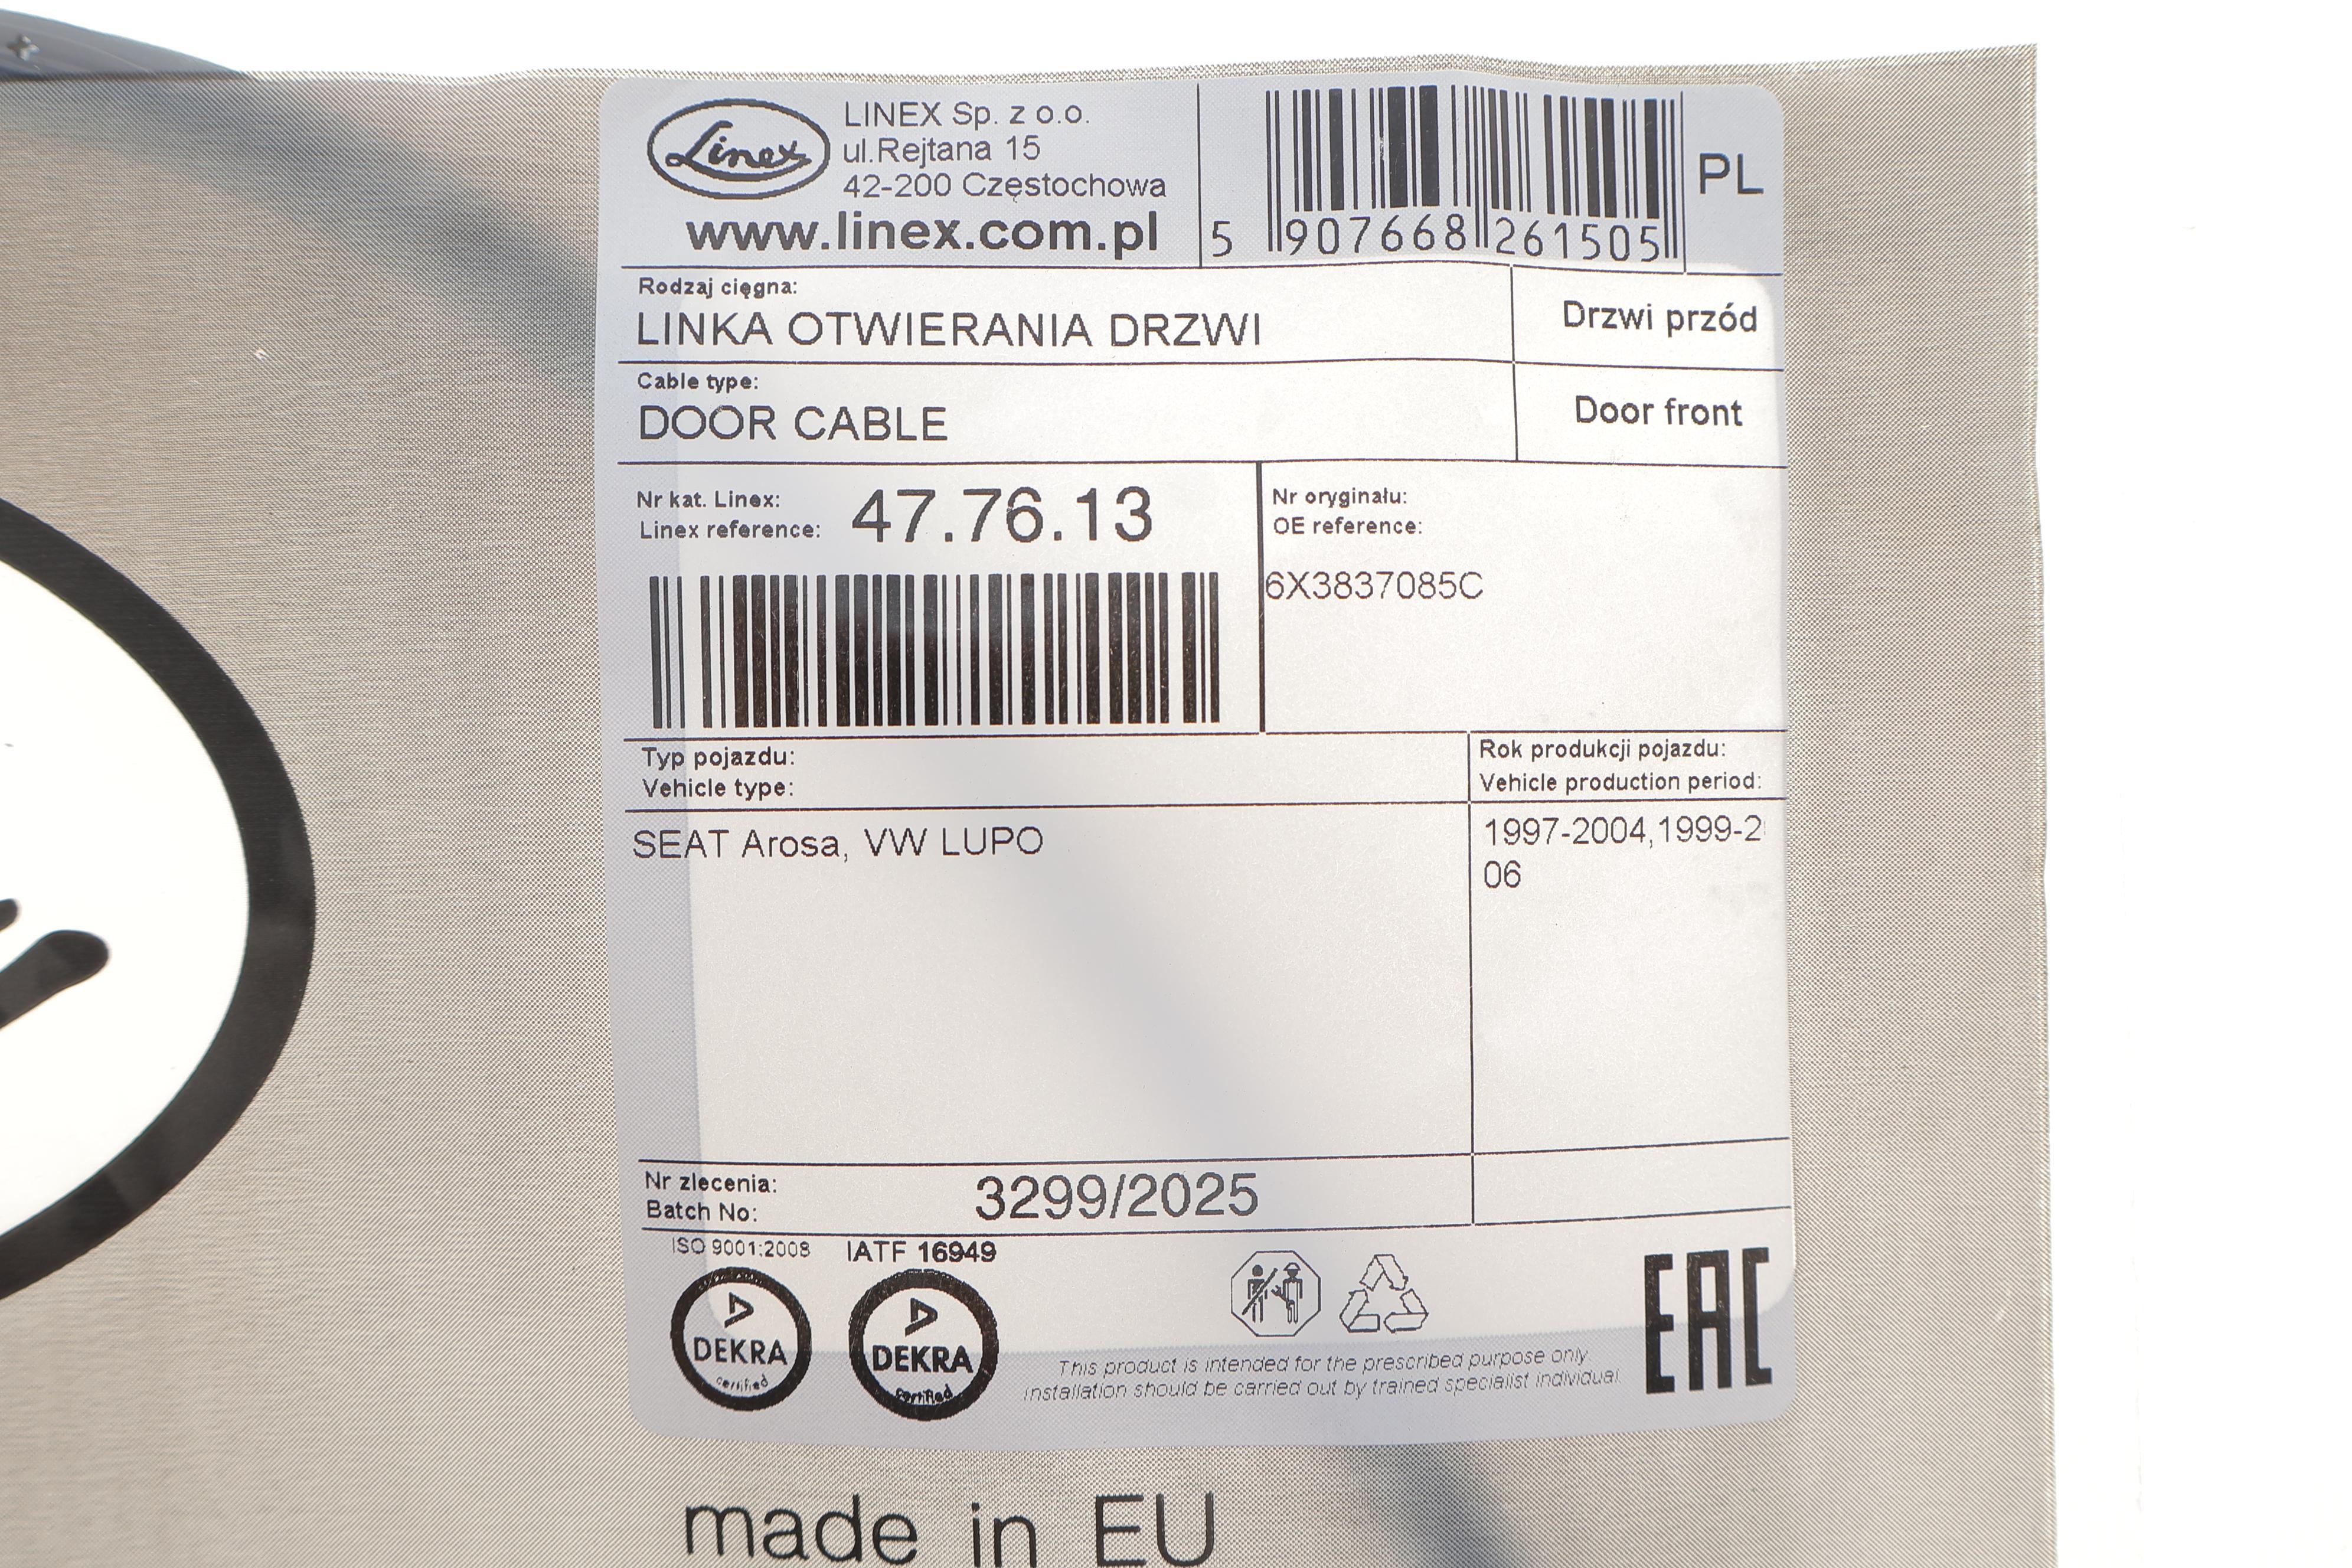 Linex
LINEX Sp. z o.o.
ul.Rejtana 15
42-200 Częstochowa
www.linex.com.pl
5 907668 261505
PL
Rodzaj cięgna:
LINKA OTWIERANIA DRZWI
Drzwi przód
Cable type:
DOOR CABLE
Door front
Nr kat. Linex:
Linex reference:
47.76.13
Nr oryginału:
OE reference:
6X3837085C
Typ pojazdu:
Vehicle type:
Rok produkcji pojazdu:
Vehicle production period:
SEAT Arosa, VW LUPO
1997-2004,1999-2
06
Nr zlecenia:
Batch No:
3299/2025
ISO 9001:2008
IATF 16949
DEKRA
certified
DEKRA
certified
This product is intended for the prescribed purpose only.
Installation should be carried out by trained specialist individual
EAC
made in EU